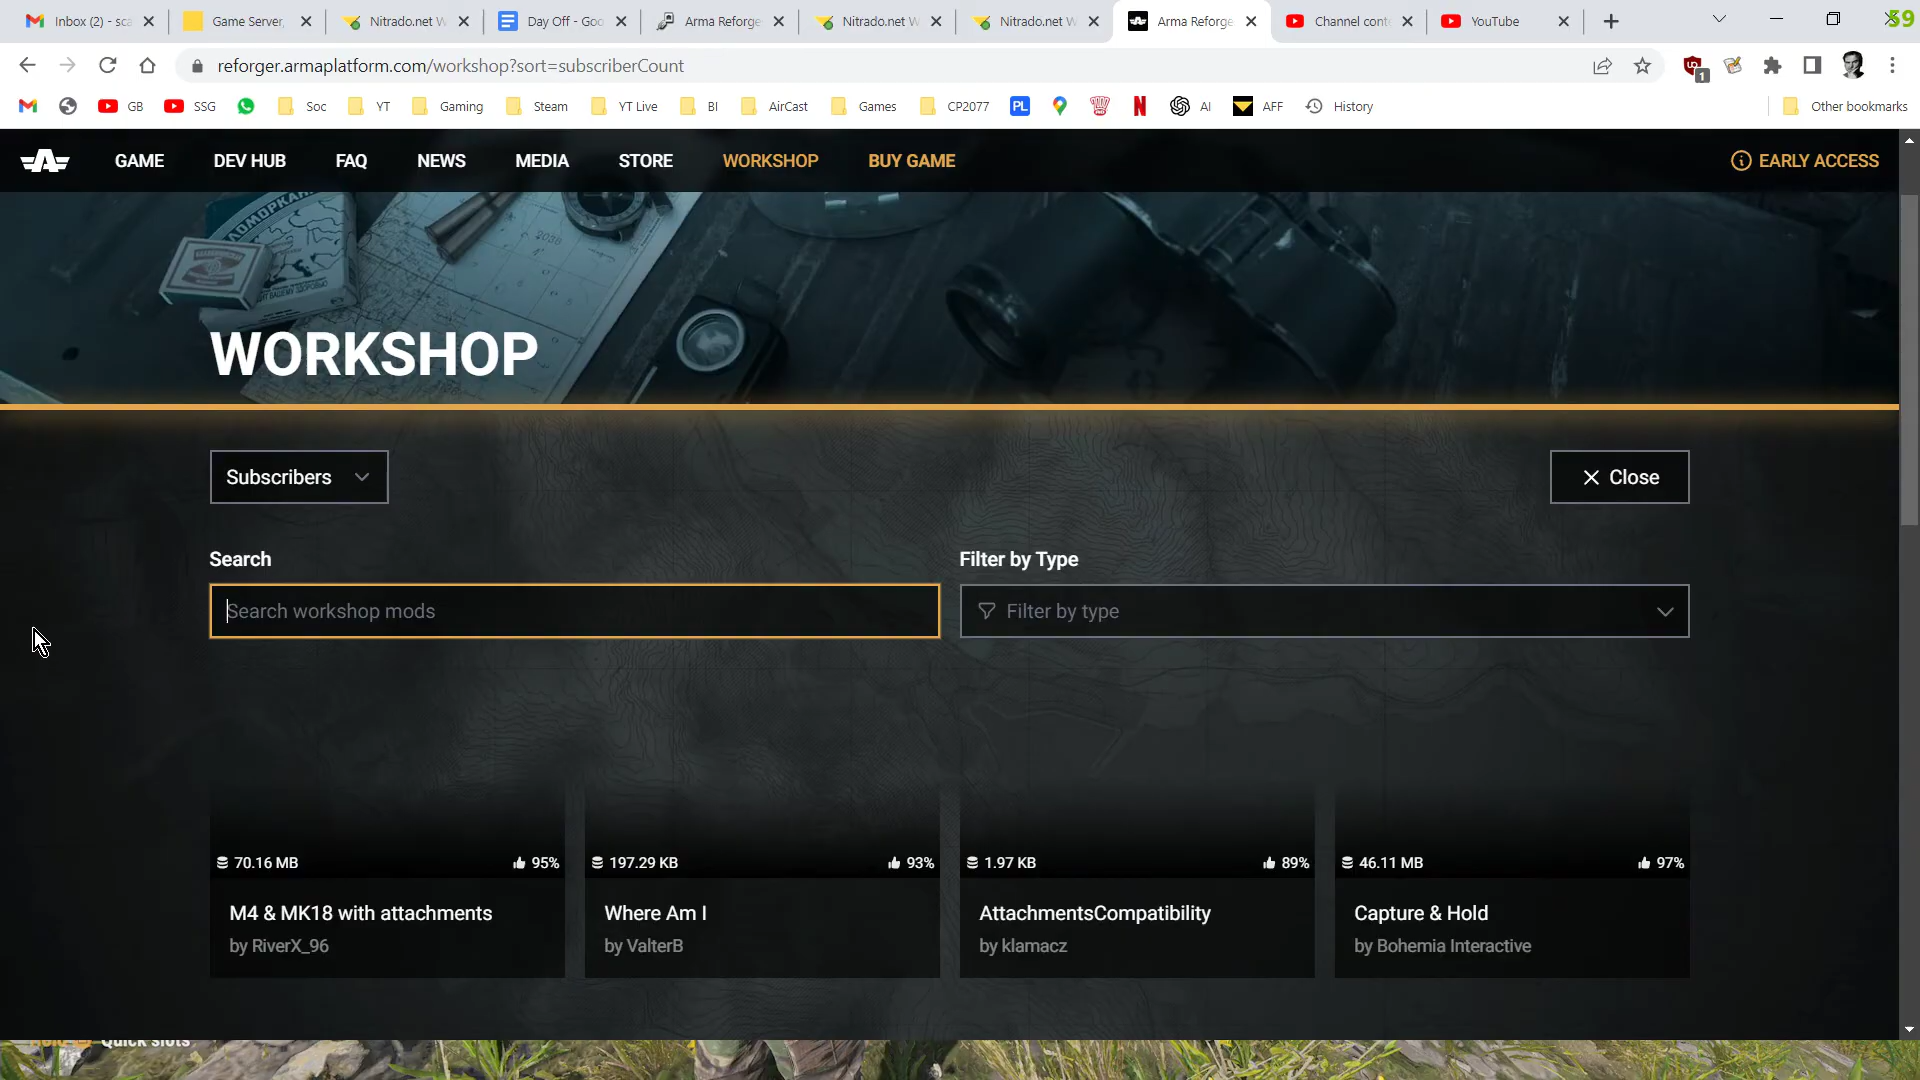 Inbox (2) - sca
Game Server,
Nitrado.net W
Day Off - Goo
Arma Reforge
Nitrado.net W
Nitrado.net W
Arma Reforge
Channel conte
YouTube
59
reforger.armaplatform.com/workshop?sort=subscriberCount
1
GB
SSG
Soc
YT
Gaming
Steam
YT Live
BI
AirCast
Games
CP2077
PL
N
AI
AFF
History
Other bookmarks
GAME
DEV HUB
FAQ
NEWS
MEDIA
STORE
WORKSHOP
BUY GAME
EARLY ACCESS
WORKSHOP
Subscribers
Close
Search
Filter by Type
Search workshop mods
Filter by type
70.16 MB
95%
197.29 KB
93%
1.97 KB
89%
46.11 MB
97%
M4 & MK18 with attachments
Where Am I
AttachmentsCompatibility
Capture & Hold
by RiverX_96
by ValterB
by klamacz
by Bohemia Interactive
Quick slots